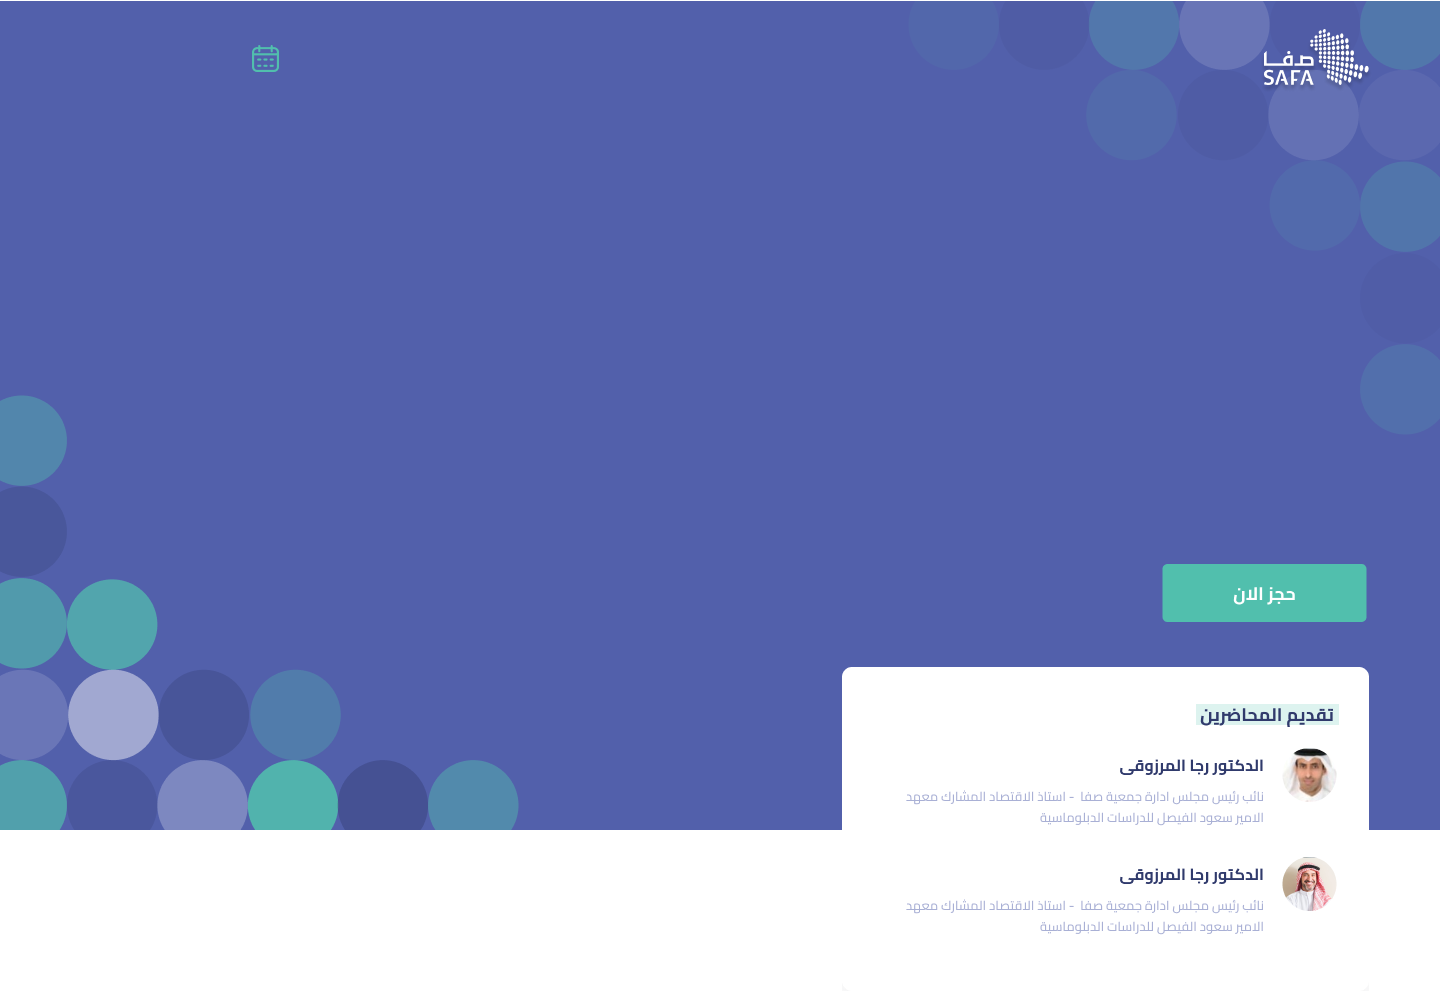 صفا
SAFA
حجز الان
تقديم المحاضرين
الدكتور رجا المرزوقى
نائب رئيس مجلس ادارة جمعية صفا - استاذ الاقتصاد المشارك معهد
الامير سعود الفيصل للدراسات الدبلوماسية
الدكتور رجا المرزوقى
نائب رئيس مجلس ادارة جمعية صفا - استاذ الاقتصاد المشارك معهد
الامير سعود الفيصل للدراسات الدبلوماسية